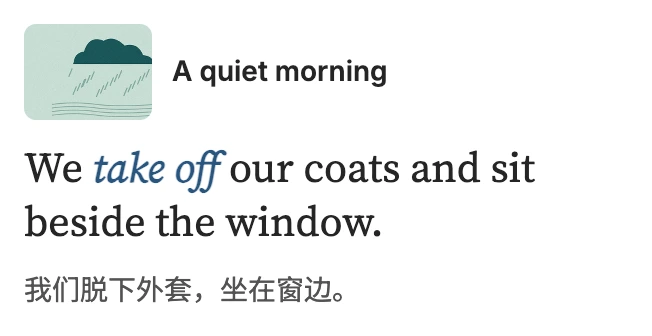 A quiet morning
We take off our coats and sit
beside the window.
我们脱下外套，坐在窗边。